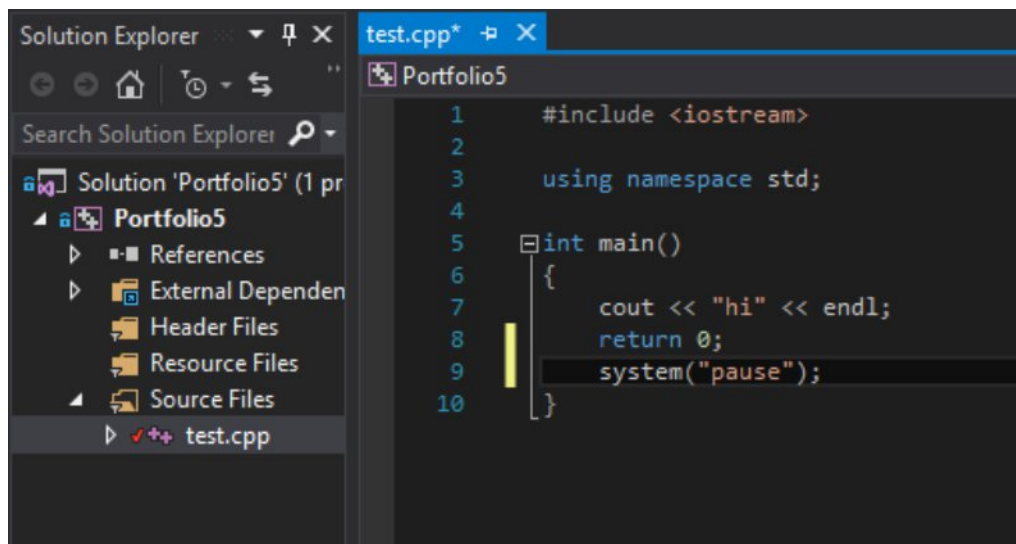 Solution Explorer
Search Solution Explorer
Solution 'Portfolio5' (1 pr
Portfolio5
References
External Dependen
Header Files
Resource Files
Source Files
test.cpp
test.cpp*
Portfolio5
1 #include <iostream>
2
3 using namespace std;
4
5 int main()
6 {
7 cout << "hi" << endl;
8 return 0;
9 system("pause");
10 }